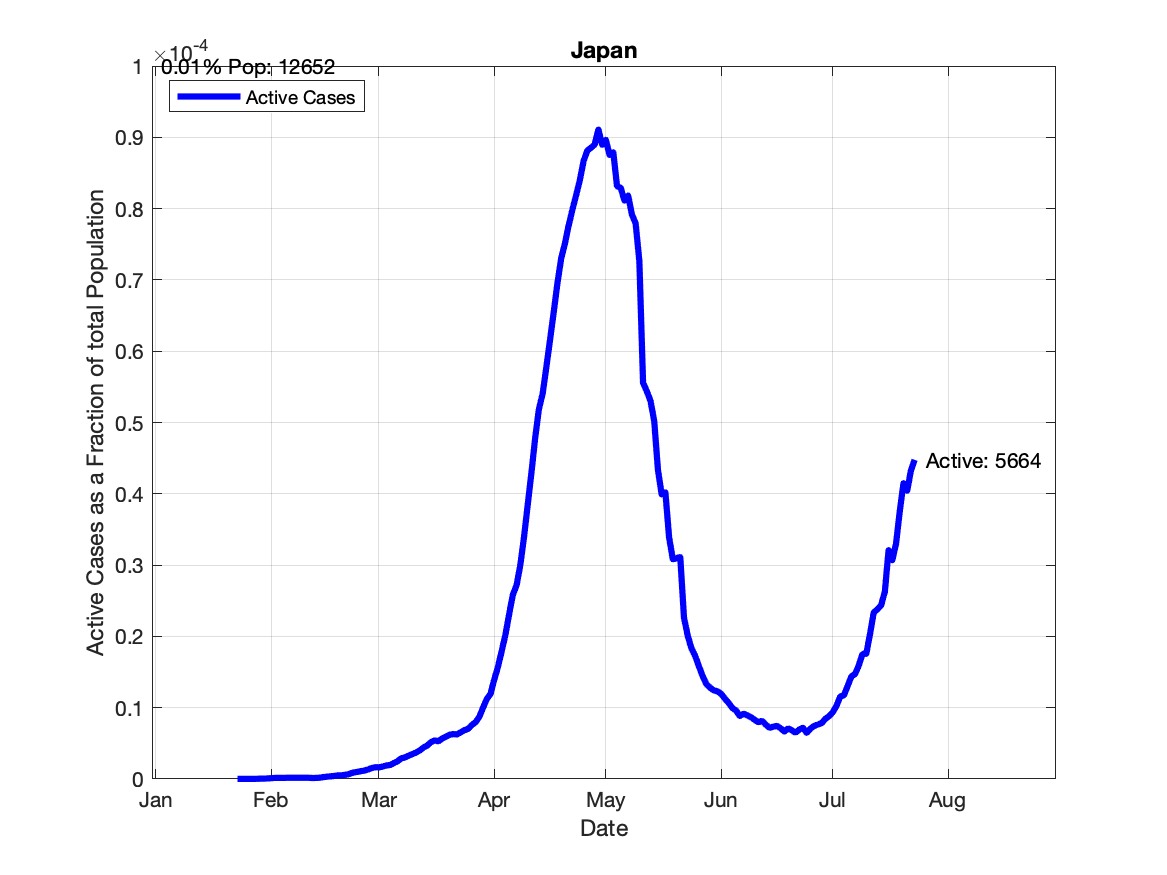 Japan
×10-4
0.01% Pop: 12652
Active Cases
1
0.9
0.8
0.7
0.6
0.5
0.4
0.3
0.2
0.1
0
Active Cases as a Fraction of total Population
Active: 5664
Jan Feb Mar Apr May Jun Jul Aug
Date